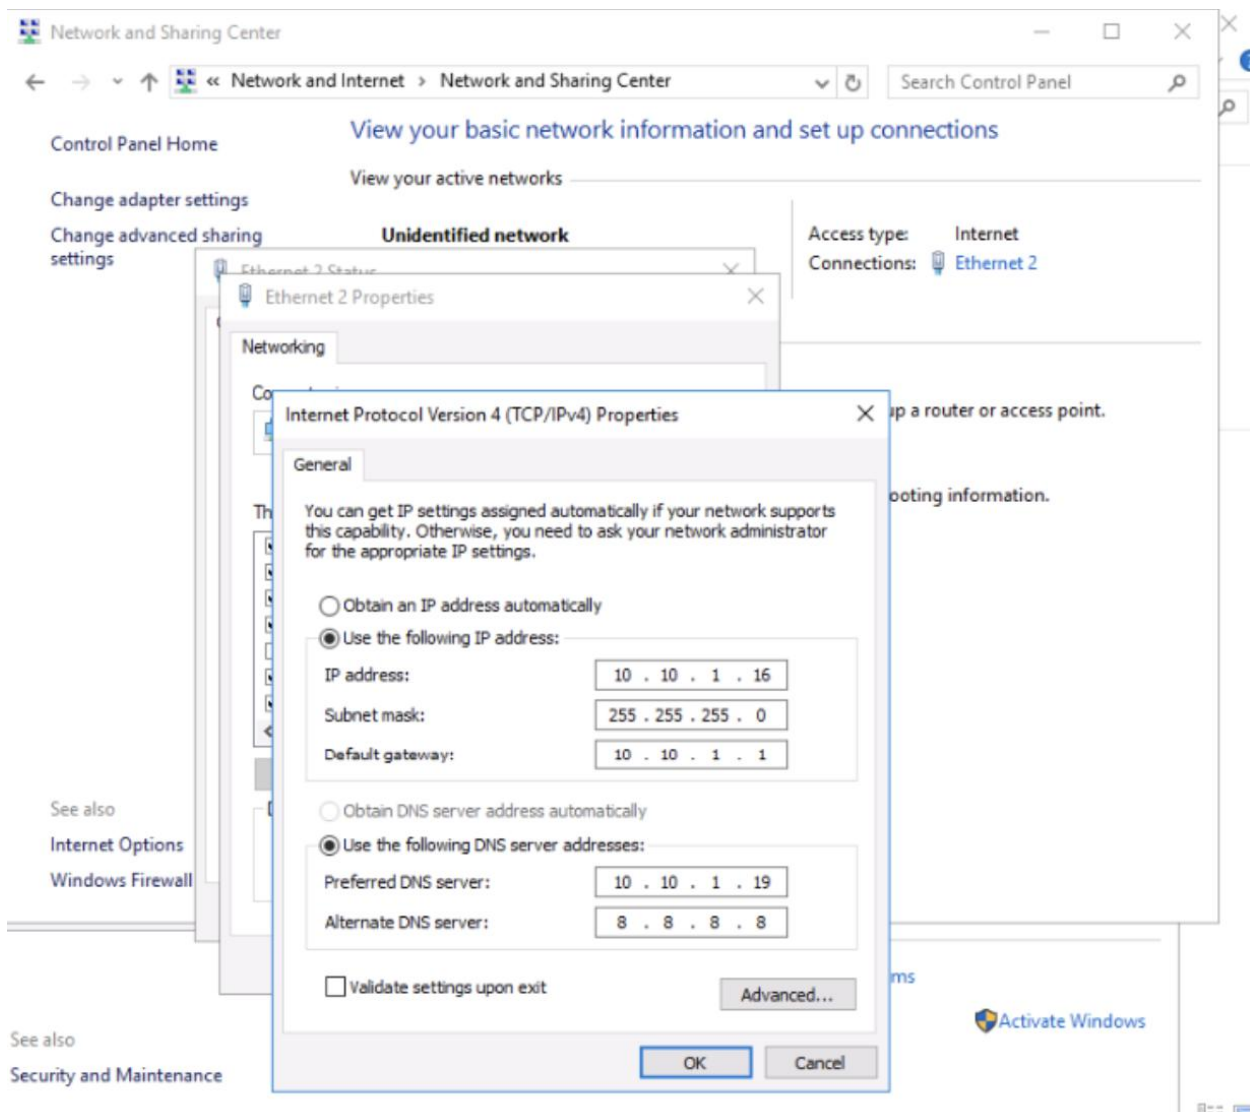 Network and Sharing Center
« Network and Internet › Network and Sharing Center
Search Control Panel
Control Panel Home
View your basic network information and set up connections
Change adapter settings
View your active networks
Change advanced sharing
settings
Unidentified network
Access type: Internet
Connections: Ethernet 2
Ethernet 2 Status
Ethernet 2 Properties
Networking
Internet Protocol Version 4 (TCP/IPv4) Properties
up a router or access point.
General
ooting information.
You can get IP settings assigned automatically if your network supports
this capability. Otherwise, you need to ask your network administrator
for the appropriate IP settings.
Obtain an IP address automatically
Use the following IP address:
IP address: 10 . 10 . 1 . 16
Subnet mask: 255 . 255 . 255 . 0
Default gateway: 10 . 10 . 1 . 1
Obtain DNS server address automatically
Use the following DNS server addresses:
Preferred DNS server: 10 . 10 . 1 . 19
Alternate DNS server: 8 . 8 . 8 . 8
Validate settings upon exit
Advanced...
OK
Cancel
See also
Internet Options
Windows Firewall
ms
Activate Windows
See also
Security and Maintenance